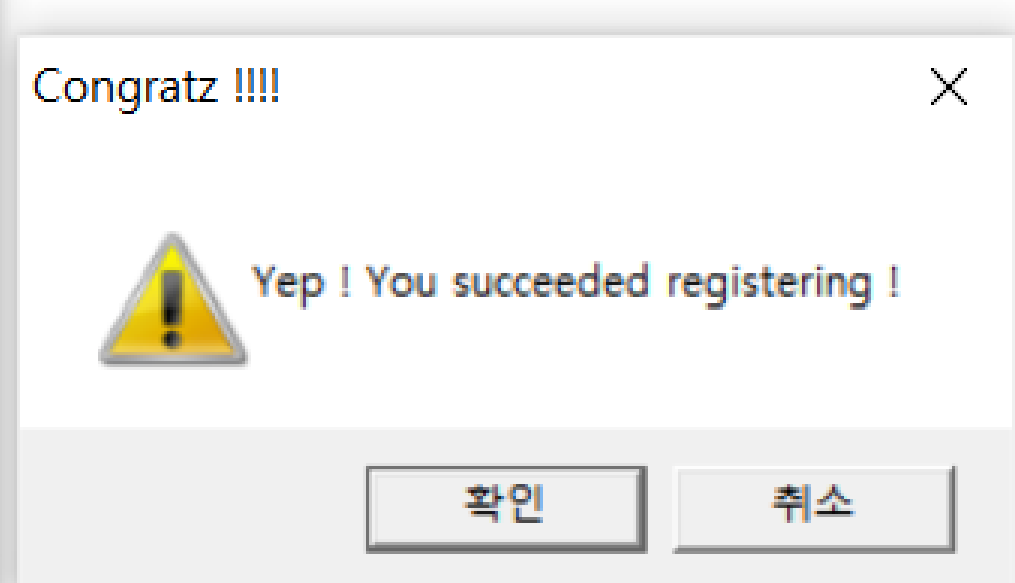 Congratz !!!!
Yep ! You succeeded registering !
확인 취소